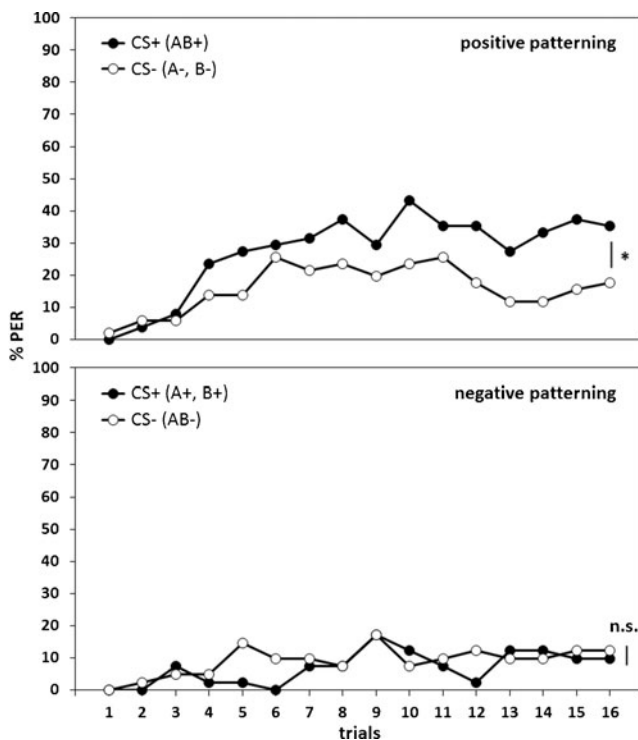 100
90
80
70
60
50
40
30
20
10
0
CS+ (AB+)
CS- (A-, B-)
positive patterning
*
% PER
100
90
80
70
60
50
40
30
20
10
0
CS+ (A+, B+)
CS- (AB-)
negative patterning
n.s.
1 2 3 4 5 6 7 8 9 10 11 12 13 14 15 16
trials